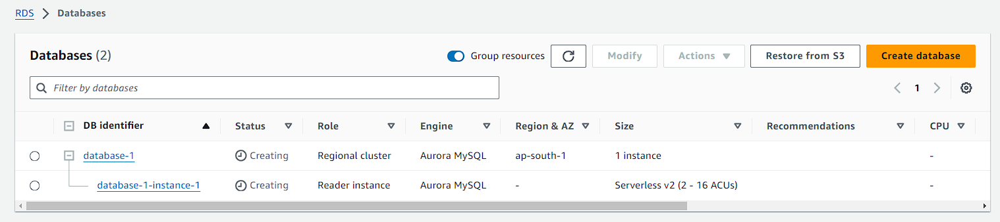 RDS > Databases
Databases (2) Group resources Modify Actions Restore from S3 Create database
Filter by databases 1
DB identifier Status Role Engine Region & AZ Size Recommendations CPU
database-1 Creating Regional cluster Aurora MySQL ap-south-1 1 instance -
database-1-instance-1 Creating Reader instance Aurora MySQL - Serverless v2 (2 - 16 ACUs) -